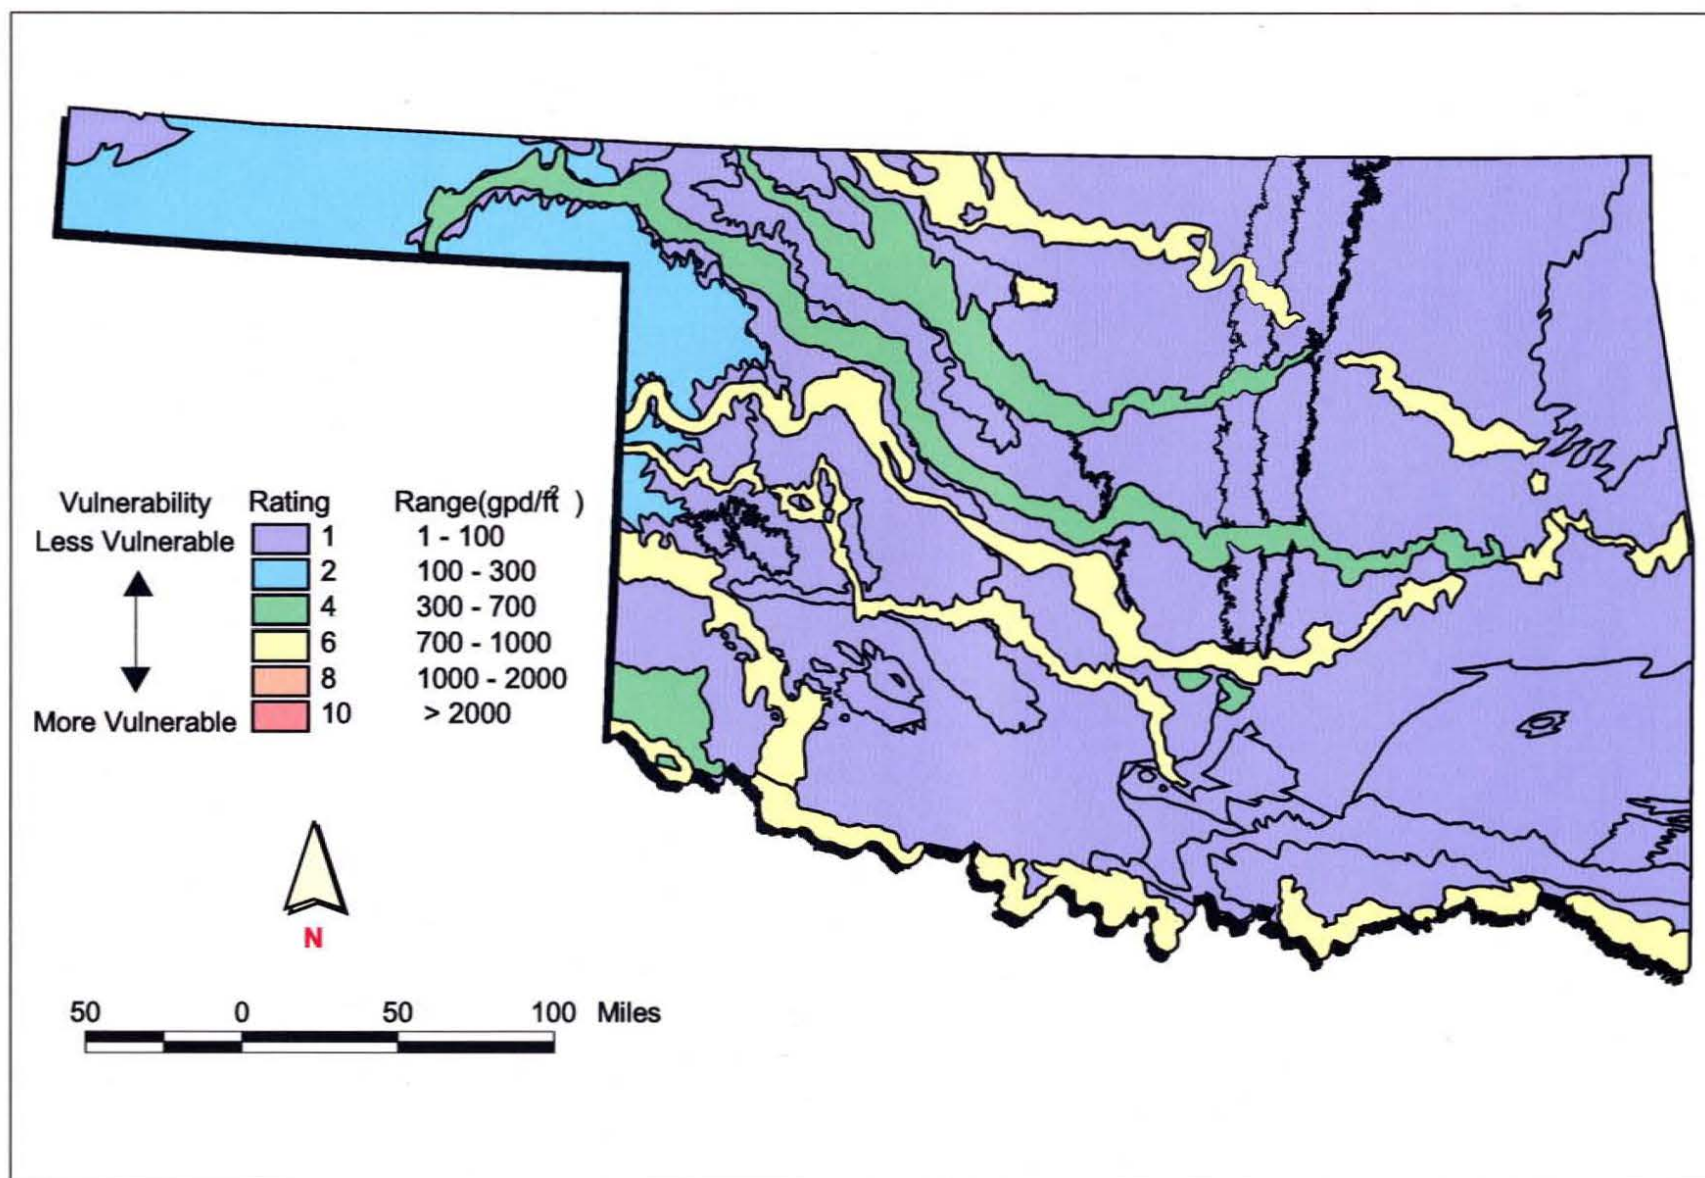 Vulnerability Rating Range(gpd/ft²)
Less Vulnerable 1 1 - 100
2 100 - 300
4 300 - 700
6 700 - 1000
8 1000 - 2000
More Vulnerable 10 > 2000
N
50 0 50 100 Miles